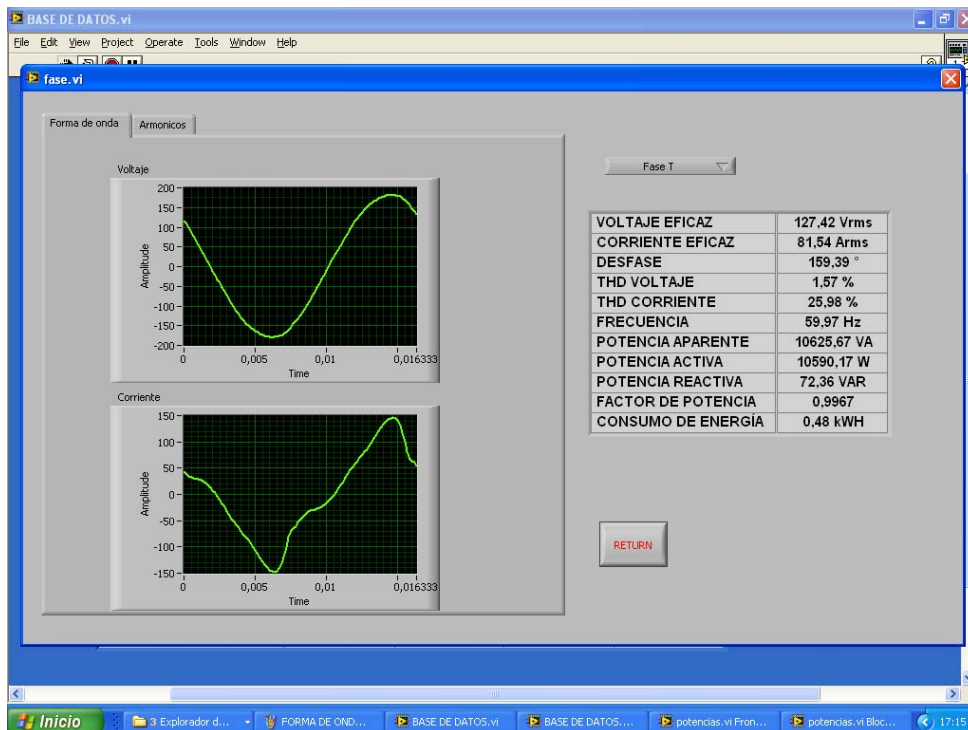 BASE DE DATOS.vi
File Edit View Project Operate Tools Window Help
fase.vi
Forma de onda Armonicos
Voltaje
200
150
100
50
0
-50
-100
-150
-200
Amplitude
0 0,005 0,01 0,016333
Time
Corriente
150
100
50
0
-50
-100
-150
Amplitude
0 0,005 0,01 0,016333
Time
Fase T
VOLTAJE EFICAZ 127,42 Vrms
CORRIENTE EFICAZ 81,54 Arms
DESFASE 159,39 °
THD VOLTAJE 1,57 %
THD CORRIENTE 25,98 %
FRECUENCIA 59,97 Hz
POTENCIA APARENTE 10625,67 VA
POTENCIA ACTIVA 10590,17 W
POTENCIA REACTIVA 72,36 VAR
FACTOR DE POTENCIA 0,9967
CONSUMO DE ENERGÍA 0,48 kWH
RETURN
Inicio 3 Explorador d... FORMA DE OND... BASE DE DATOS.vi BASE DE DATOS.... potencias.vi Fron... potencias.vi Bloc... 17:15